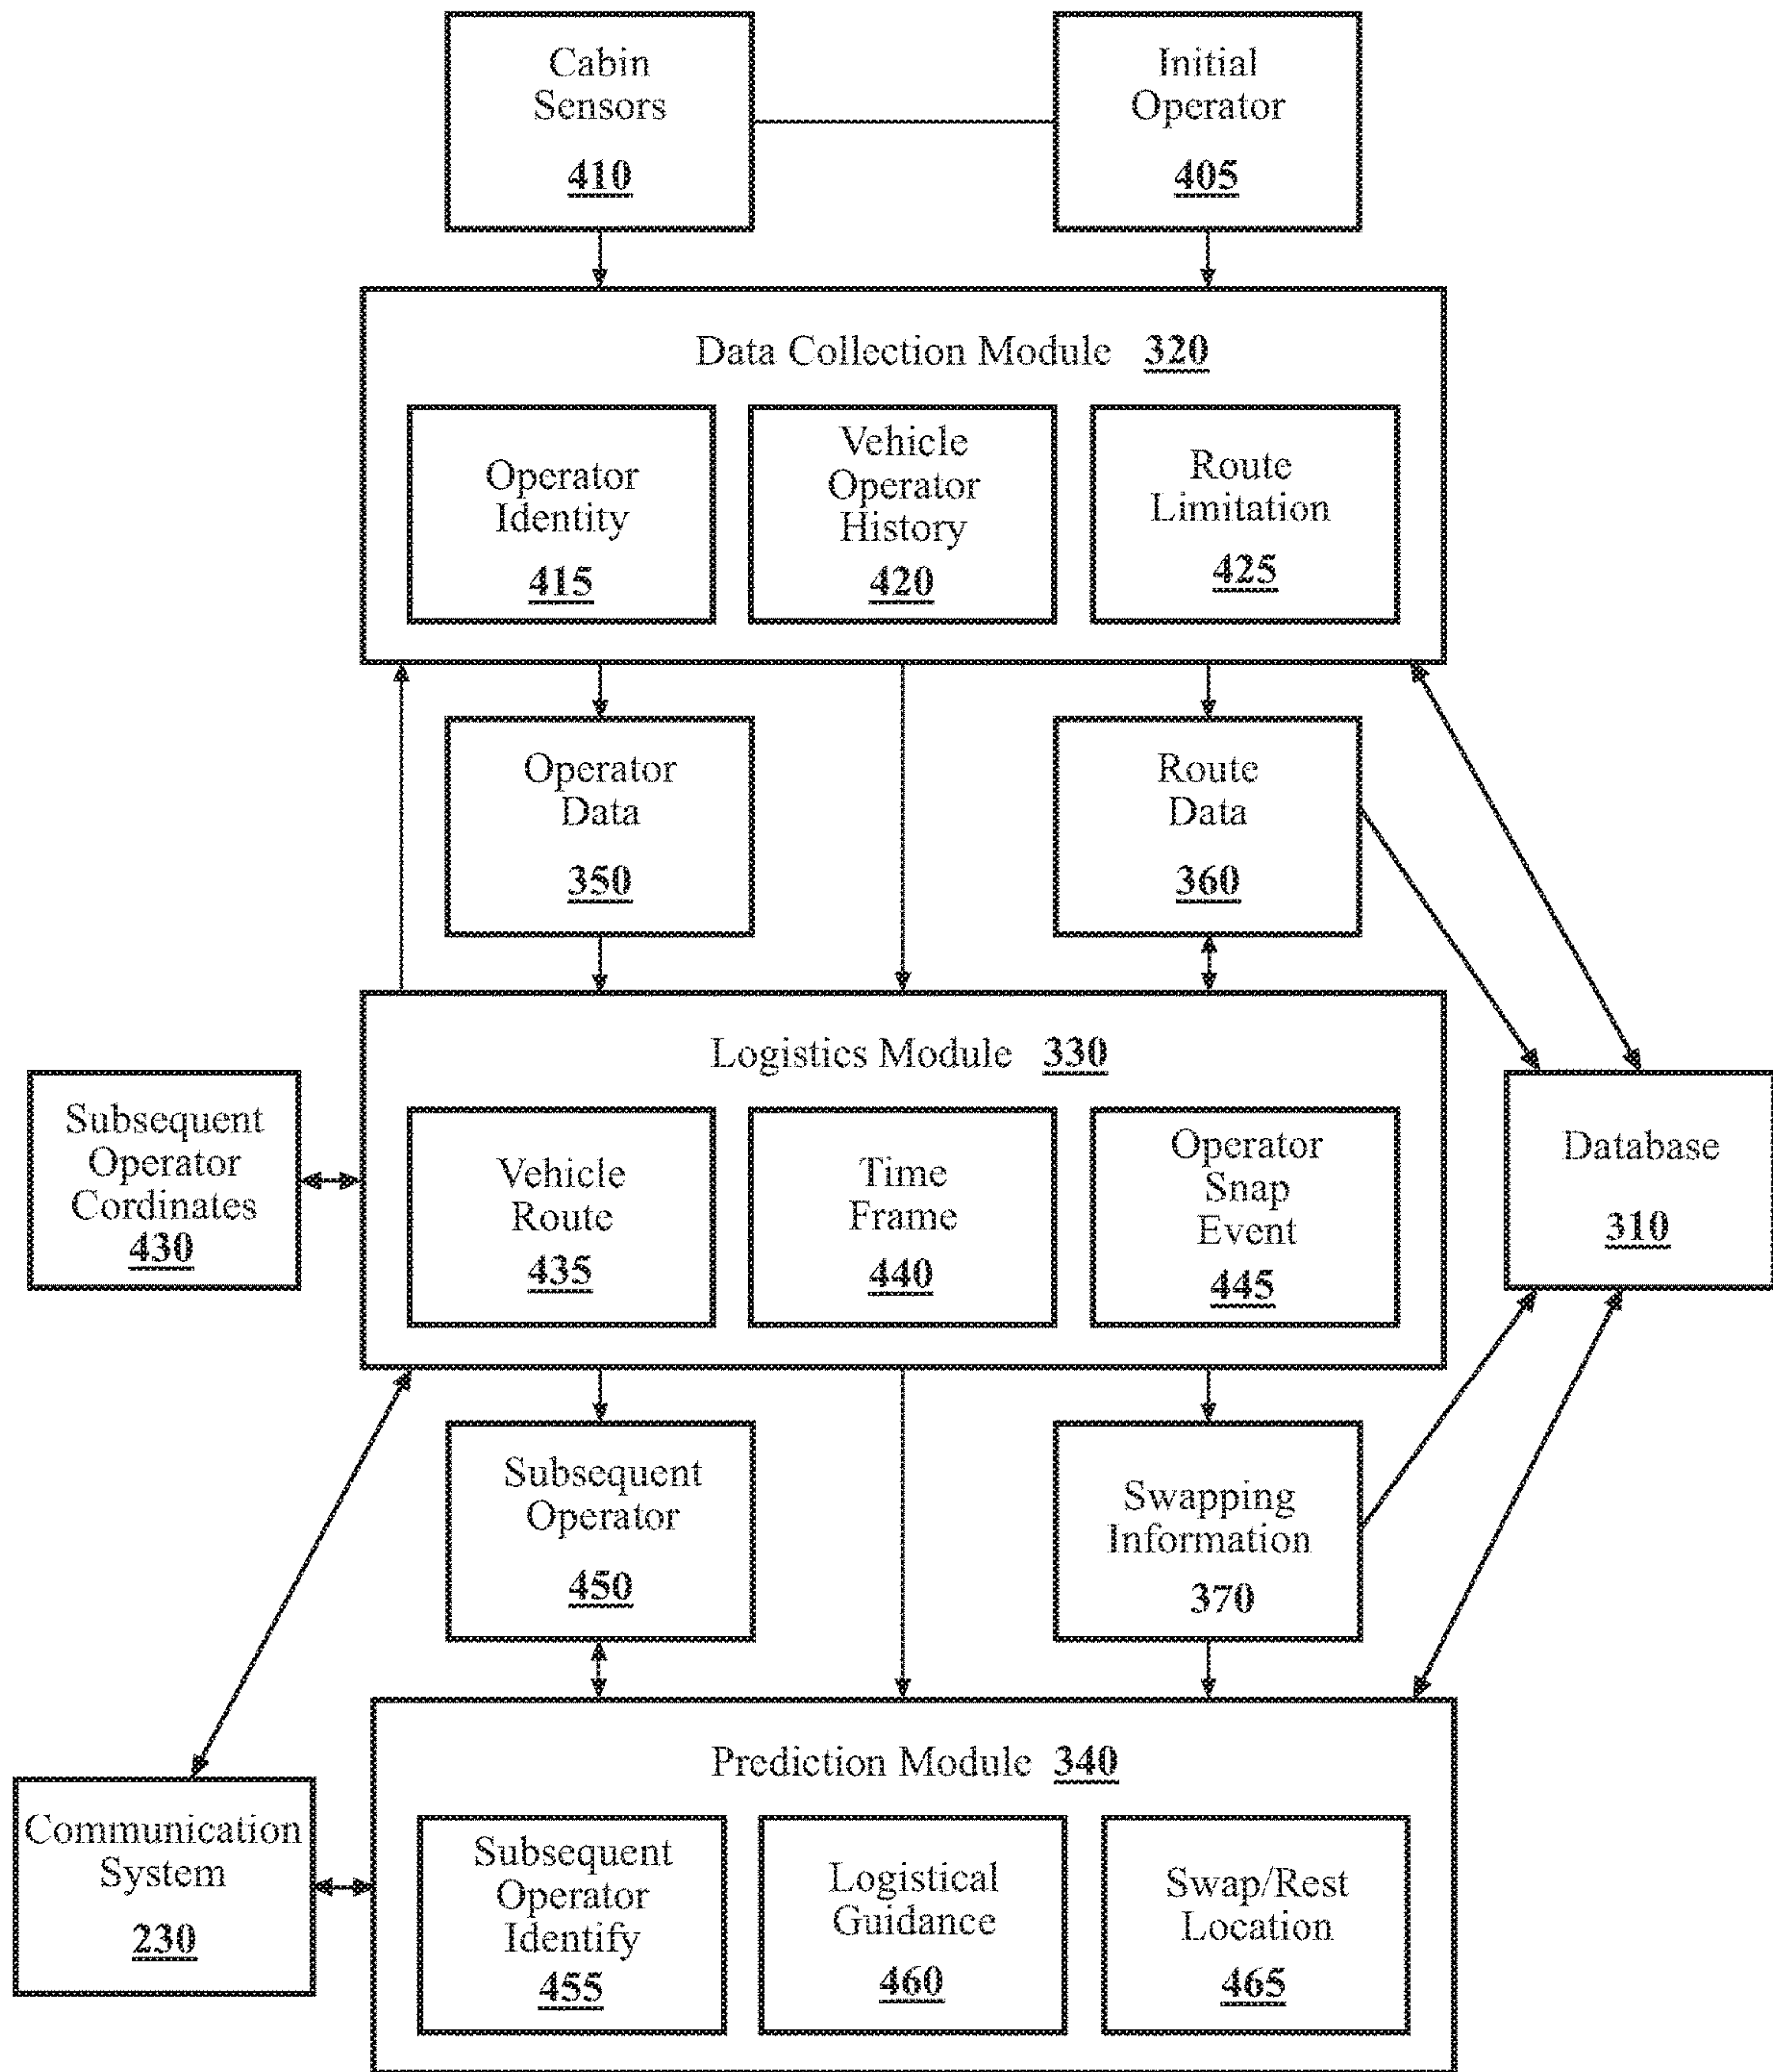 Cabin
Sensors
410
Initial
Operator
405
Data Collection Module 320
Operator
Identity
415
Vehicle
Operator
History
420
Route
Limitation
425
Operator
Data
350
Route
Data
360
Logistics Module 330
Vehicle
Route
435
Time
Frame
440
Operator
Snap
Event
445
Subsequent
Operator
Cordinates
430
Database
310
Subsequent
Operator
450
Swapping
Information
370
Prediction Module 340
Subsequent
Operator
Identify
455
Logistical
Guidance
460
Swap/Rest
Location
465
Communication
System
230